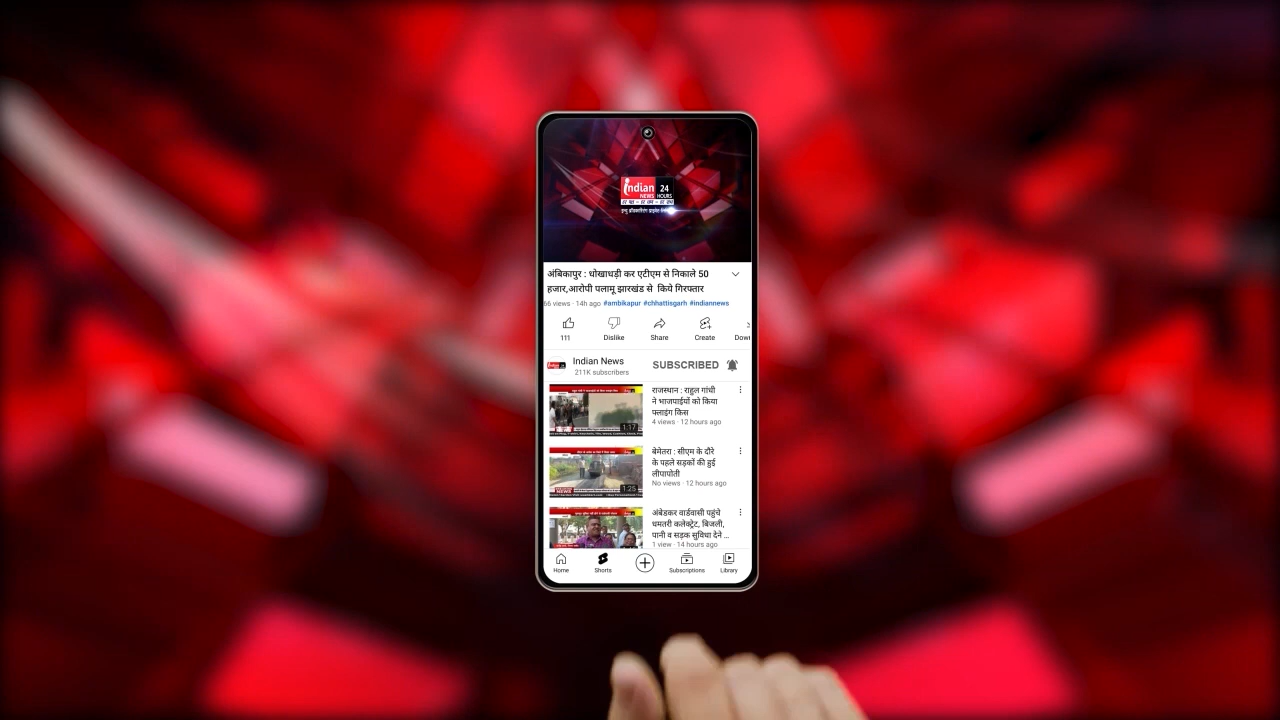 indian
NEWS
24
HOURS
अंबिकापुर : धोखाधड़ी कर एटीएम से निकाले 50
हजार,आरोपी पलामू झारखंड से किये गिरफ्तार
66 views · 14h ago #ambikapur #chhattisgarh #indiannews
111
Dislike
Share
Create
Indian News
211K subscribers
SUBSCRIBED
राजस्थान : राहुल गांधी
ने भाजपाईयों को किया
फ्लाइंग किस
4 views · 12 hours ago
1:17
बेमेतरा : सीएम के दौरे
के पहले सड़कों की हुई
लीपापोती
No views · 12 hours ago
1:25
NEWS
अंबेडकर वार्डवासी पहुंचे
धमतरी कलेक्ट्रेट, बिजली,
पानी व सड़क सुविधा देने ...
1 view · 14 hours ago
Home
Shorts
Subscriptions
Library